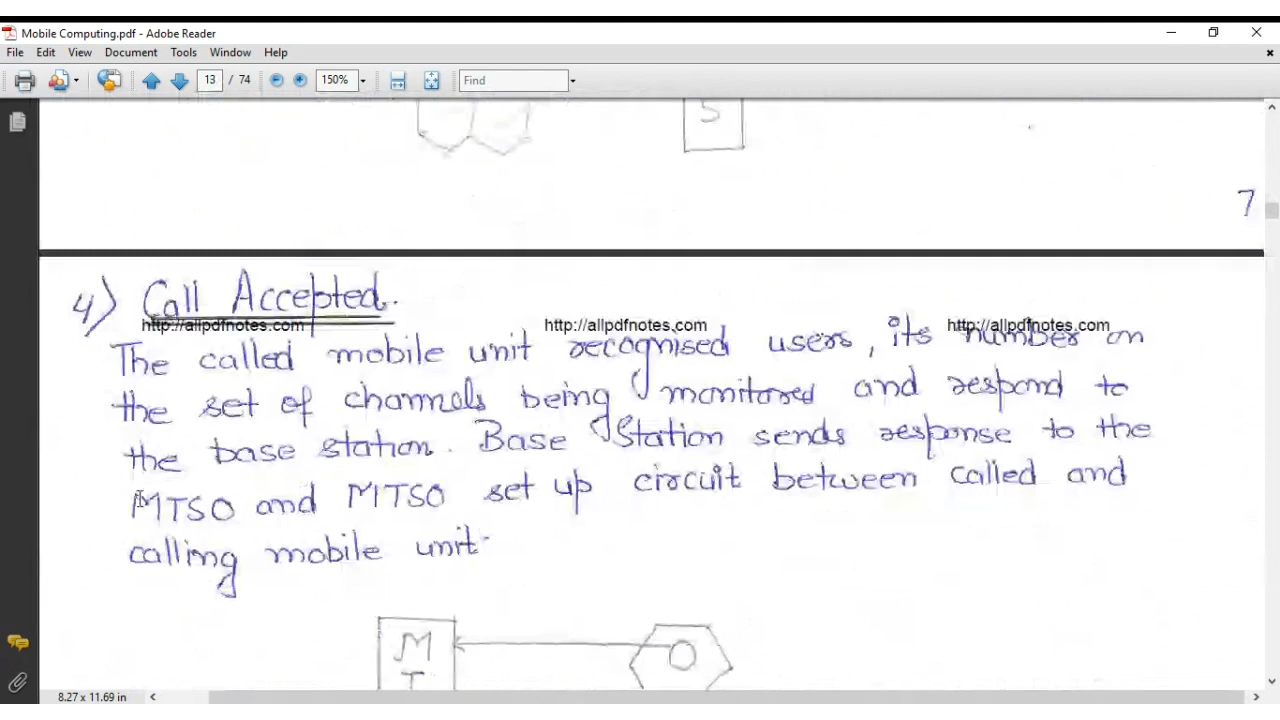 Mobile Computing.pdf - Adobe Reader
File Edit View Document Tools Window Help
13 / 74 150% Find
S
7
4) Call Accepted.
http://allpdfnotes.com http://allpdfnotes.com http://allpdfnotes.com
The called mobile unit recognised users, its number on
the set of channels being monitored and respond to
the base station. Base Station sends response to the
MTSO and MTSO set up circuit between called and
calling mobile unit
M
T
8.27 x 11.69 in